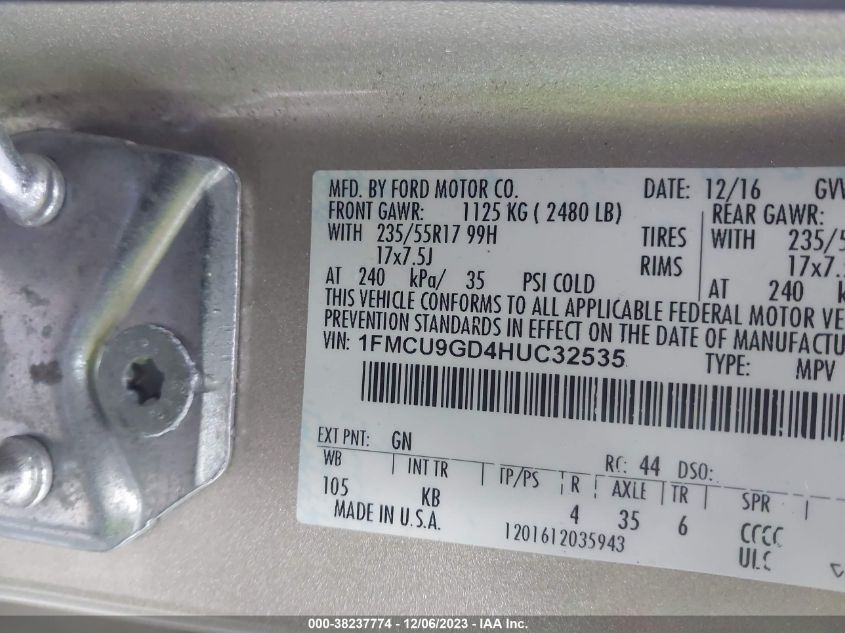 MFD. BY FORD MOTOR CO. DATE: 12/16
FRONT GAWR: 1125 KG ( 2480 LB) REAR GAWR:
WITH 235/55R17 99H TIRES WITH
17x7.5J RIMS
AT 240 kPa/ 35 PSI COLD AT 240
THIS VEHICLE CONFORMS TO ALL APPLICABLE FEDERAL MOTOR
PREVENTION STANDARDS IN EFFECT ON THE DATE OF
VIN: 1FMCU9GD4HUC32535 TYPE: MPV
EXT PNT: GN RC: 44 DSO:
WB INT TR TP/PS R AXLE TR SPR
105 KB 4 35 6 CCCC
MADE IN U.S.A. 1201612035943 ULC
000-38237774 - 12/06/2023 - IAA Inc.